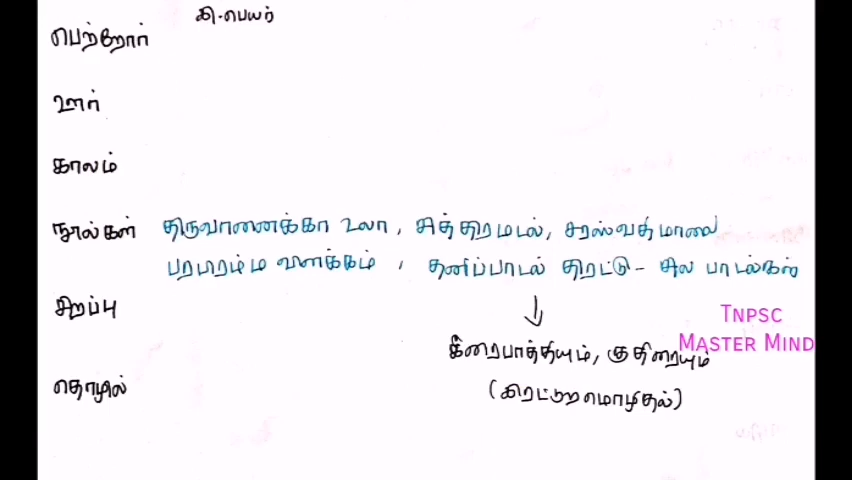 கி-பெயர்
பெற்றோர்
ஊர்
காலம்
நூல்கள் திருவானைக்கா உலா, சித்திரமடல், சரஸ்வதிமாலை
பரபிரம்ம விளக்கம், தனிப்பாடல் திரட்டு - சில பாடல்கள்
சிறப்பு
TNPSC
MASTER MIND
கீரைபாத்தியும், குதிரையும்
தொழில்
(இரட்டுறமொழிதல்)